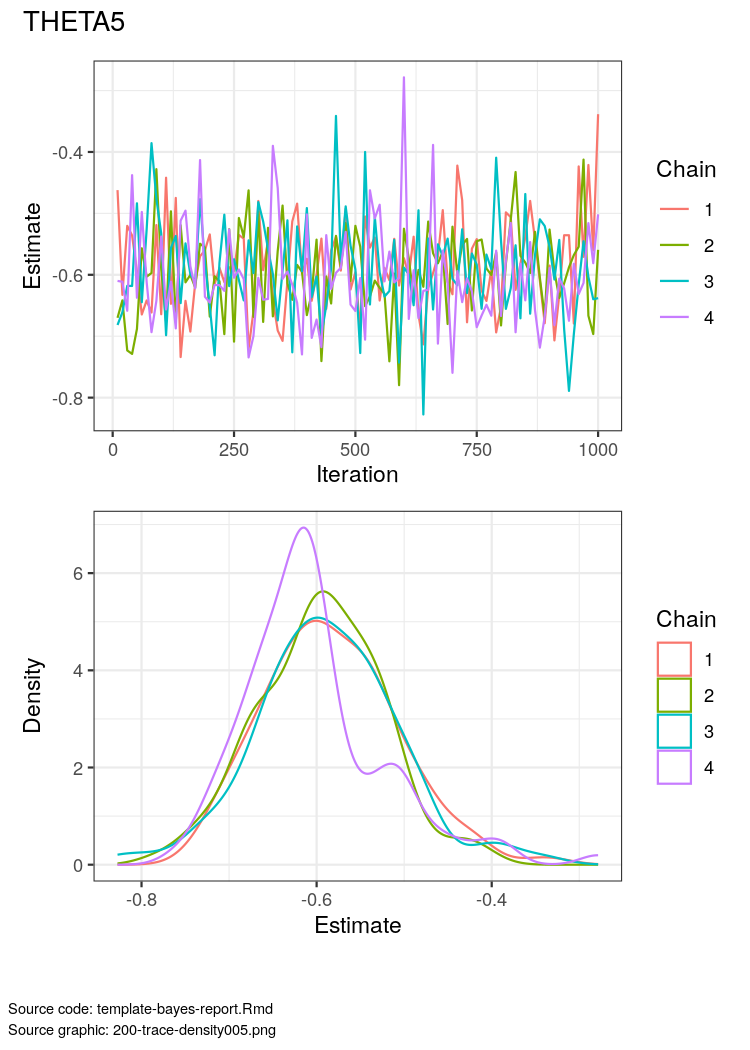 THETA5
-0.4
-0.6
-0.8
Estimate
0
250
500
750
1000
Iteration
Chain
1
2
3
4
6
4
2
0
Density
-0.8
-0.6
-0.4
Estimate
Chain
1
2
3
4
Source code: template-bayes-report.Rmd
Source graphic: 200-trace-density005.png